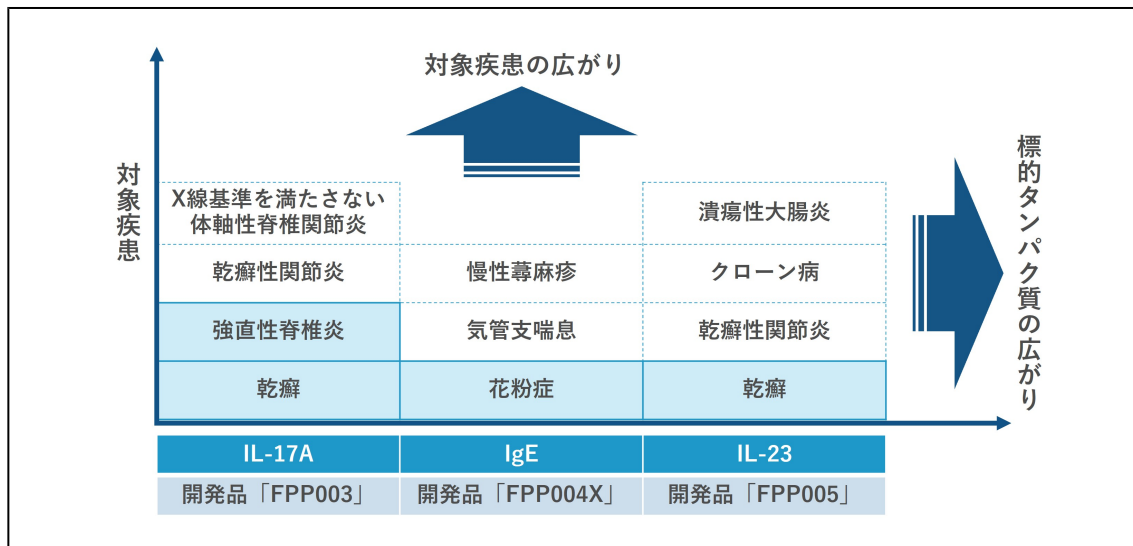 対象疾患の広がり
対象疾患
標的タンパク質の広がり
X線基準を満たさない
体軸性脊椎関節炎
潰瘍性大腸炎
乾癬性関節炎
慢性蕁麻疹
クローン病
強直性脊椎炎
気管支喘息
乾癬性関節炎
乾癬
花粉症
乾癬
IL-17A
IgE
IL-23
開発品「FPP003」
開発品「FPP004X」
開発品「FPP005」